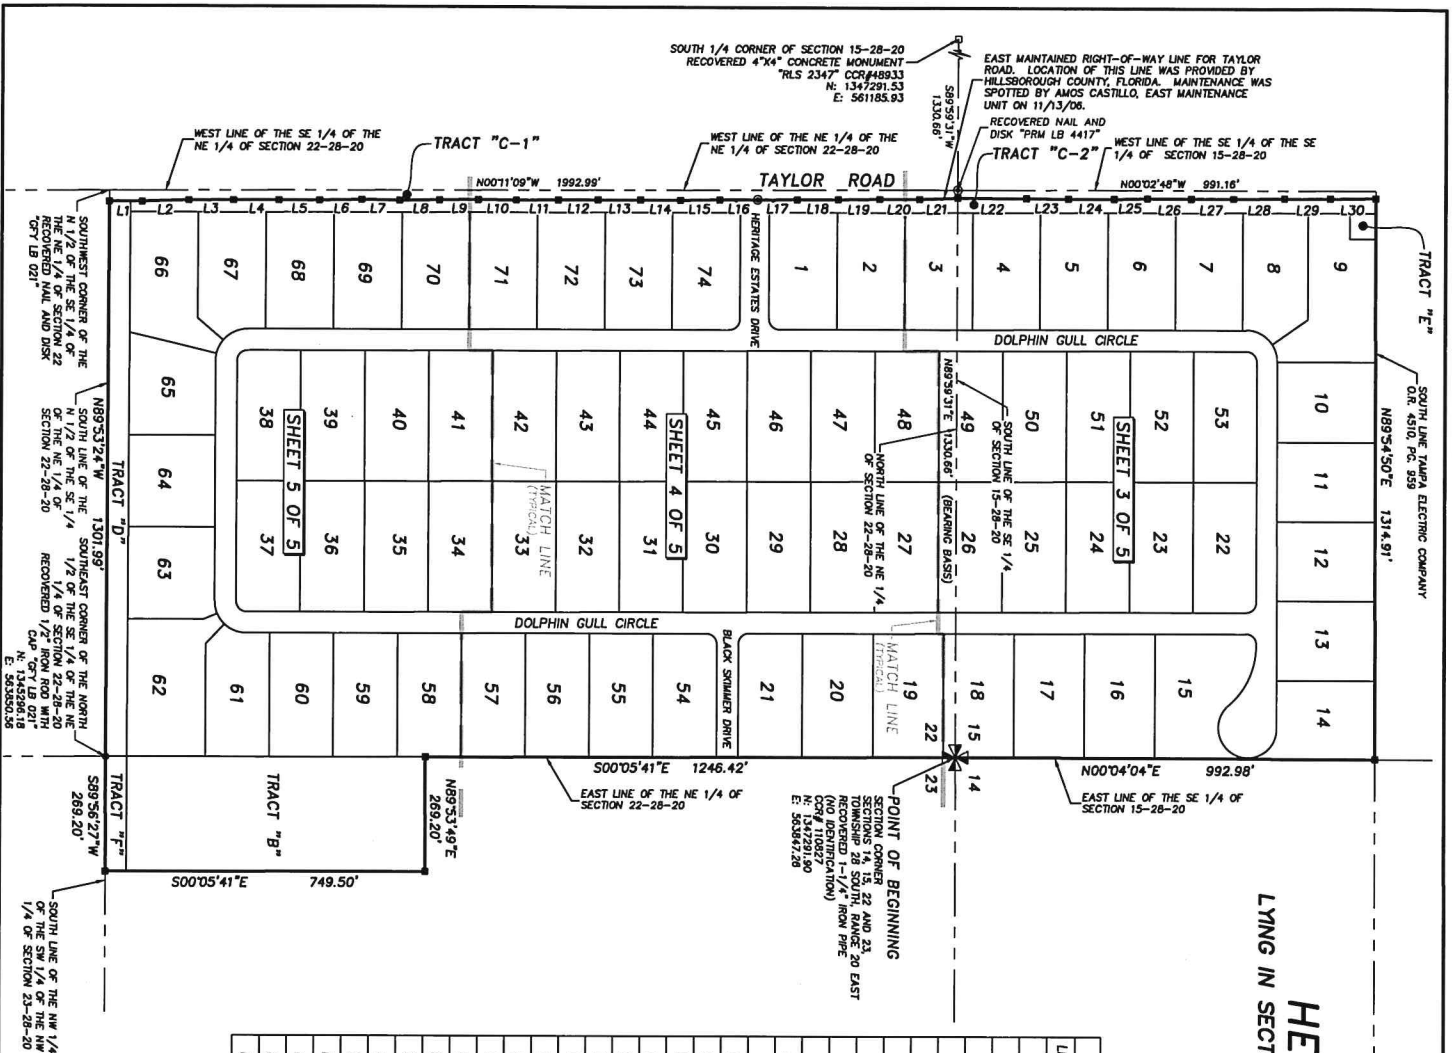 SOUTH 1/4 CORNER OF SECTION 15-28-20
RECOVERED 4"X4" CONCRETE MONUMENT
"RLS 2347" CCR#48933
N: 1347291.53
E: 561185.93
S89°59'31"W
1330.66'
EAST MAINTAINED RIGHT-OF-WAY LINE FOR TAYLOR
ROAD. LOCATION OF THIS LINE WAS PROVIDED BY
HILLSBOROUGH COUNTY, FLORIDA. MAINTENANCE WAS
SPOTTED BY AMOS CASTILLO, EAST MAINTENANCE
UNIT ON 11/13/06.
RECOVERED NAIL AND
DISK "PRM LB 4417"
TRACT "C-2"
WEST LINE OF THE SE 1/4 OF THE SE
1/4 OF SECTION 15-28-20
WEST LINE OF THE SE 1/4 OF THE
NE 1/4 OF SECTION 22-28-20
TRACT "C-1"
WEST LINE OF THE NE 1/4 OF THE
NE 1/4 OF SECTION 22-28-20
N00°11'09"W 1992.99'
TAYLOR ROAD
N00°02'48"W 991.16'
L1 L2 L3 L4 L5 L6 L7 L8 L9 L10 L11 L12 L13 L14 L15 L16 L17 L18 L19 L20 L21 L22 L23 L24 L25 L26 L27 L28 L29 L30
TRACT "E"
66 67 68 69 70 71 72 73 74
HERITAGE ESTATES DRIVE
1 2 3 4 5 6 7 8 9
SOUTHWEST CORNER OF THE
N 1/2 OF THE SE 1/4 OF
THE NE 1/4 OF SECTION 22
RECOVERED NAIL AND DISK
"GFY LB 021"
DOLPHIN GULL CIRCLE
SOUTH LINE TAMPA ELECTRIC COMPANY
O.R. 4510, PG. 959
N89°54'50"E 1314.91'
65 64 63
10 11 12 13 14
38 39 40 41 42 43 44 45 46 47 48 49 50 51 52 53
N89°59'31"E 1330.66' (BEARING BASIS)
SOUTH LINE OF THE SE 1/4
OF SECTION 15-28-20
NORTH LINE OF THE NE 1/4
OF SECTION 22-28-20
SHEET 5 OF 5
SHEET 4 OF 5
SHEET 3 OF 5
MATCH LINE
(TYPICAL)
37 36 35 34 33 32 31 30 29 28 27 26 25 24 23 22
N89°53'24"W 1301.99'
TRACT "D"
SOUTH LINE OF THE
N 1/2 OF THE SE 1/4
OF THE NE 1/4 OF
SECTION 22-28-20
SOUTHEAST CORNER OF THE NORTH
1/2 OF THE SE 1/4 OF THE NE
1/4 OF SECTION 22-28-20
RECOVERED 1/2" IRON ROD WITH
CAP "GFY LB 021"
N: 1345296.18
E: 563850.56
DOLPHIN GULL CIRCLE
MATCH LINE
(TYPICAL)
62 61 60 59 58 57 56 55 54
BLACK SKIMMER DRIVE
21 20 19 18 17 16 15
22 15
23 14
S00°05'41"E 1246.42'
EAST LINE OF THE NE 1/4 OF
SECTION 22-28-20
N00°04'04"E 992.98'
EAST LINE OF THE SE 1/4 OF
SECTION 15-28-20
N89°53'49"E
269.20'
TRACT "F"
TRACT "B"
S89°56'27"W
269.20'
S00°05'41"E 749.50'
POINT OF BEGINNING
SECTION CORNER
SECTIONS 14, 15, 22 AND 23,
TOWNSHIP 28 SOUTH, RANGE 20 EAST
RECOVERED 1-1/4" IRON PIPE
(NO IDENTIFICATION)
CCR# 110827
N: 1347291.90
E: 563847.26
SOUTH LINE OF THE NW 1/4
OF THE SW 1/4 OF THE NW
1/4 OF SECTION 23-28-20
HE
LYING IN SECT